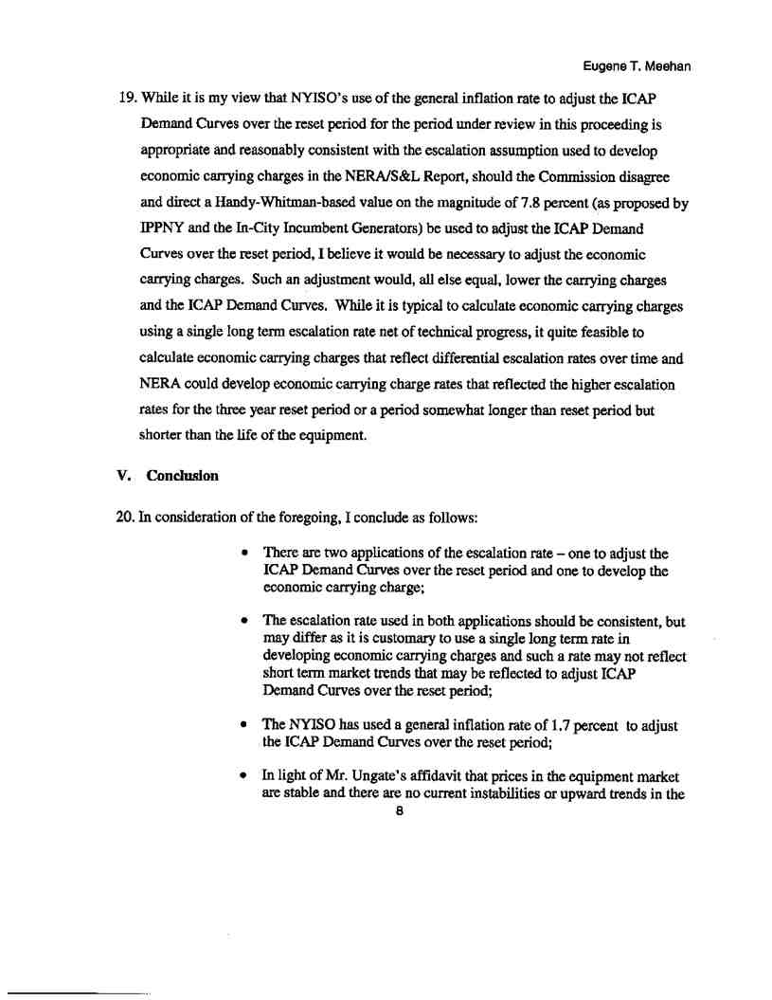 Eugene T. Meehan
19. While it is my view that NYISO's use of the general inflation rate to adjust the ICAP
Demand Curves over the reset period for the period under review in this proceeding is
appropriate and reasonably consistent with the escalation assumption used to develop
economic carrying charges in the NERA/S&L Report, should the Commission disagree
and direct a Handy-Whitman-based value on the magnitude of 7.8 percent (as proposed by
IPPNY and the In-City Incumbent Generators) be used to adjust the ICAP Demand
Curves over the reset period, I believe it would be necessary to adjust the economic
carrying charges. Such an adjustment would, all else equal, lower the carrying charges
and the ICAP Demand Curves. While it is typical to calculate economic carrying charges
using a single long term escalation rate net of technical progress, it quite feasible to
calculate economic carrying charges that reflect differential escalation rates over time and
NERA could develop economic carrying charge rates that reflected the higher escalation
rates for the three year reset period or a period somewhat longer than reset period but
shorter than the life of the equipment.
V. Conclusion
20. In consideration of the foregoing, I conclude as follows:
• There are two applications of the escalation rate – one to adjust the
ICAP Demand Curves over the reset period and one to develop the
economic carrying charge;
• The escalation rate used in both applications should be consistent, but
may differ as it is customary to use a single long term rate in
developing economic carrying charges and such a rate may not reflect
short term market trends that may be reflected to adjust ICAP
Demand Curves over the reset period;
• The NYISO has used a general inflation rate of 1.7 percent to adjust
the ICAP Demand Curves over the reset period;
• In light of Mr. Ungate's affidavit that prices in the equipment market
are stable and there are no current instabilities or upward trends in the
8